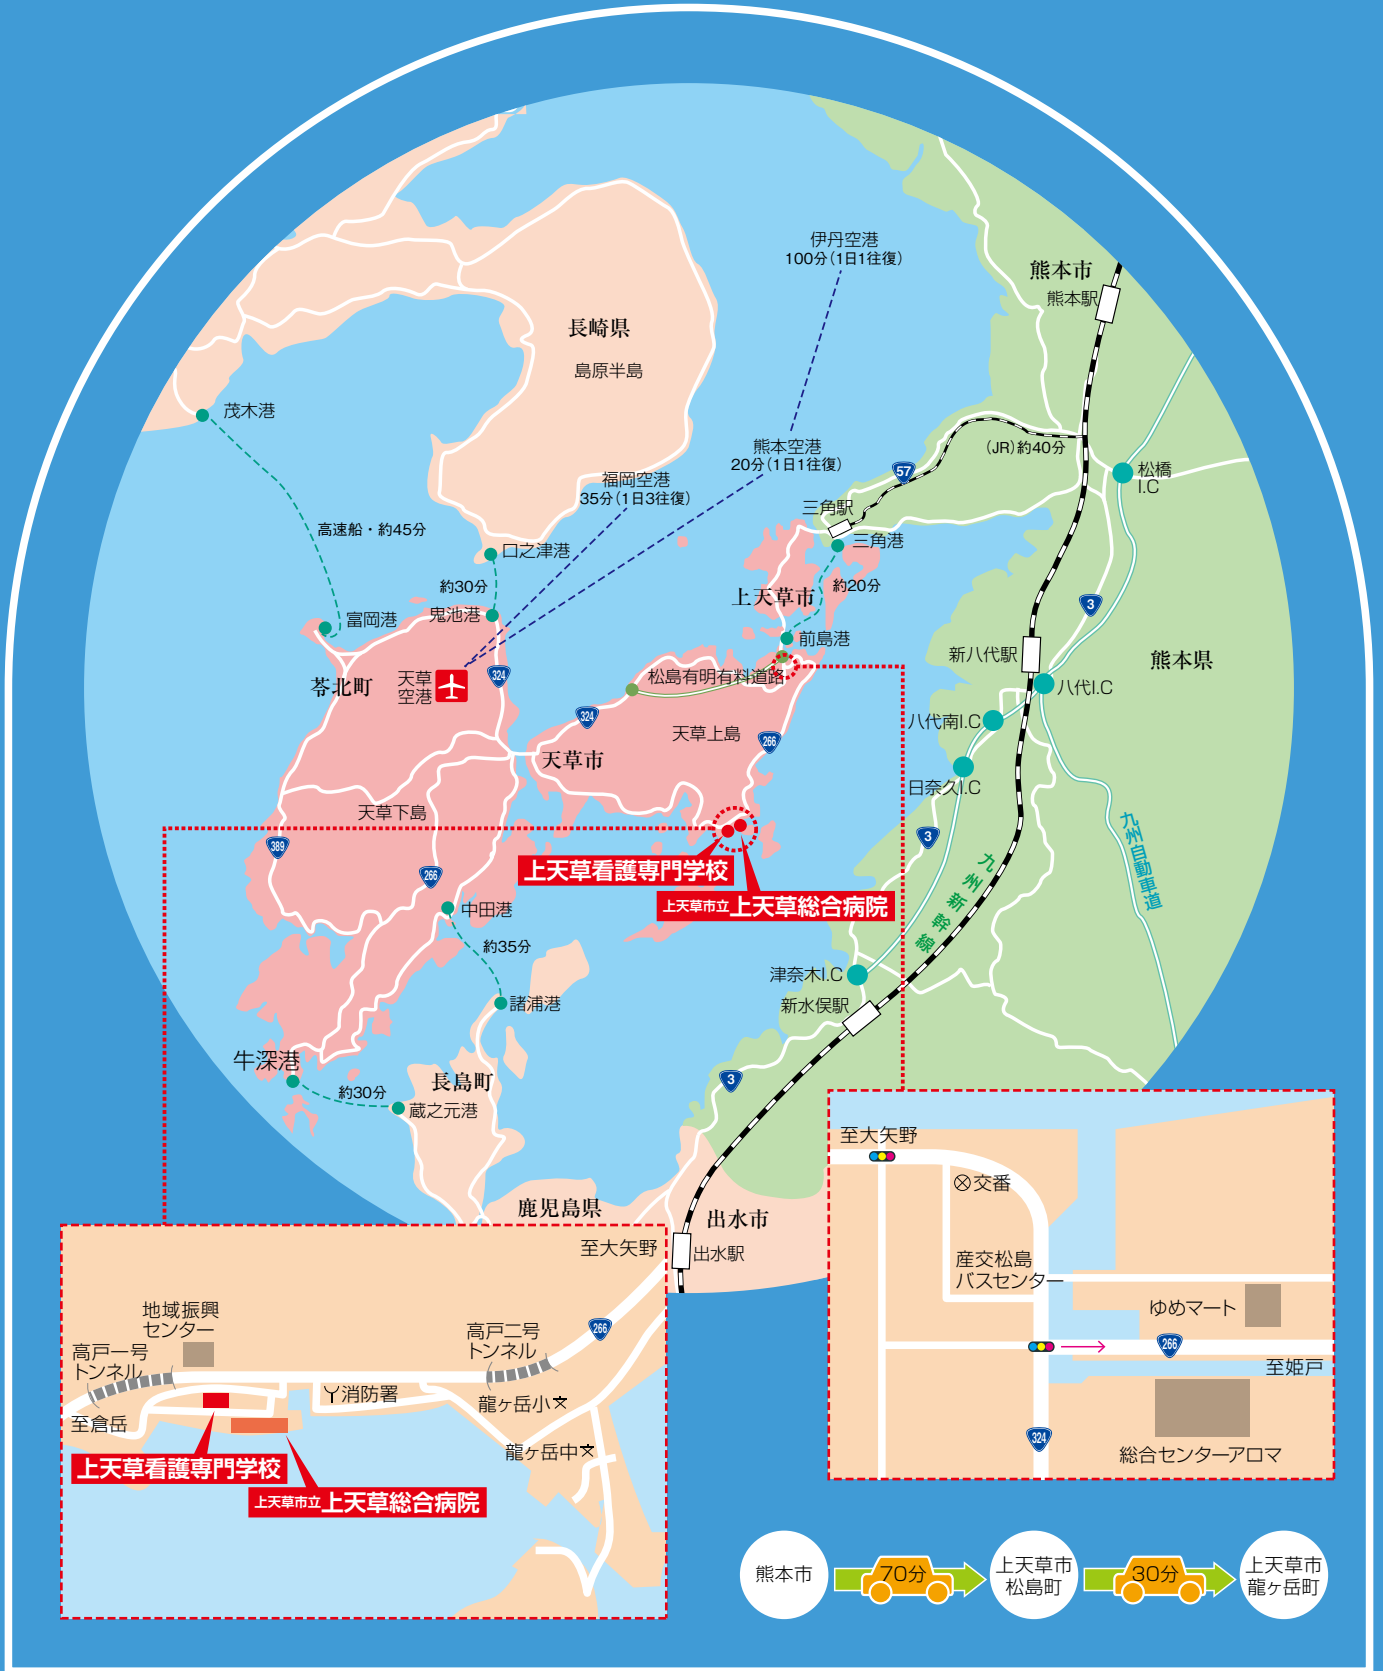 伊丹空港
100分(1日1往復)
熊本市
熊本駅
長崎県
島原半島
茂木港
熊本空港
20分(1日1往復)
(JR)約40分
57
松橋
I.C
福岡空港
35分(1日3往復)
三角駅
高速船・約45分
口之津港
三角港
約30分
約20分
上天草市
3
富岡港
鬼池港
前島港
新八代駅
熊本県
天草
空港
324
松島有明有料道路
苓北町
八代I.C
324
八代南I.C
天草上島
266
天草市
日奈久I.C
天草下島
389
3
九州自動車道
上天草看護専門学校
266
九州新幹線
上天草市立上天草総合病院
中田港
約35分
津奈木I.C
諸浦港
新水俣駅
牛深港
長島町
3
約30分
蔵之元港
鹿児島県
出水市
出水駅
至大矢野
交番
産交松島
バスセンター
ゆめマート
266
至姫戸
324
総合センターアロマ
至大矢野
地域振興
センター
266
高戸一号
トンネル
高戸二号
トンネル
消防署
龍ヶ岳小
至倉岳
龍ヶ岳中
上天草看護専門学校
上天草市立上天草総合病院
熊本市
70分
上天草市
松島町
30分
上天草市
龍ヶ岳町